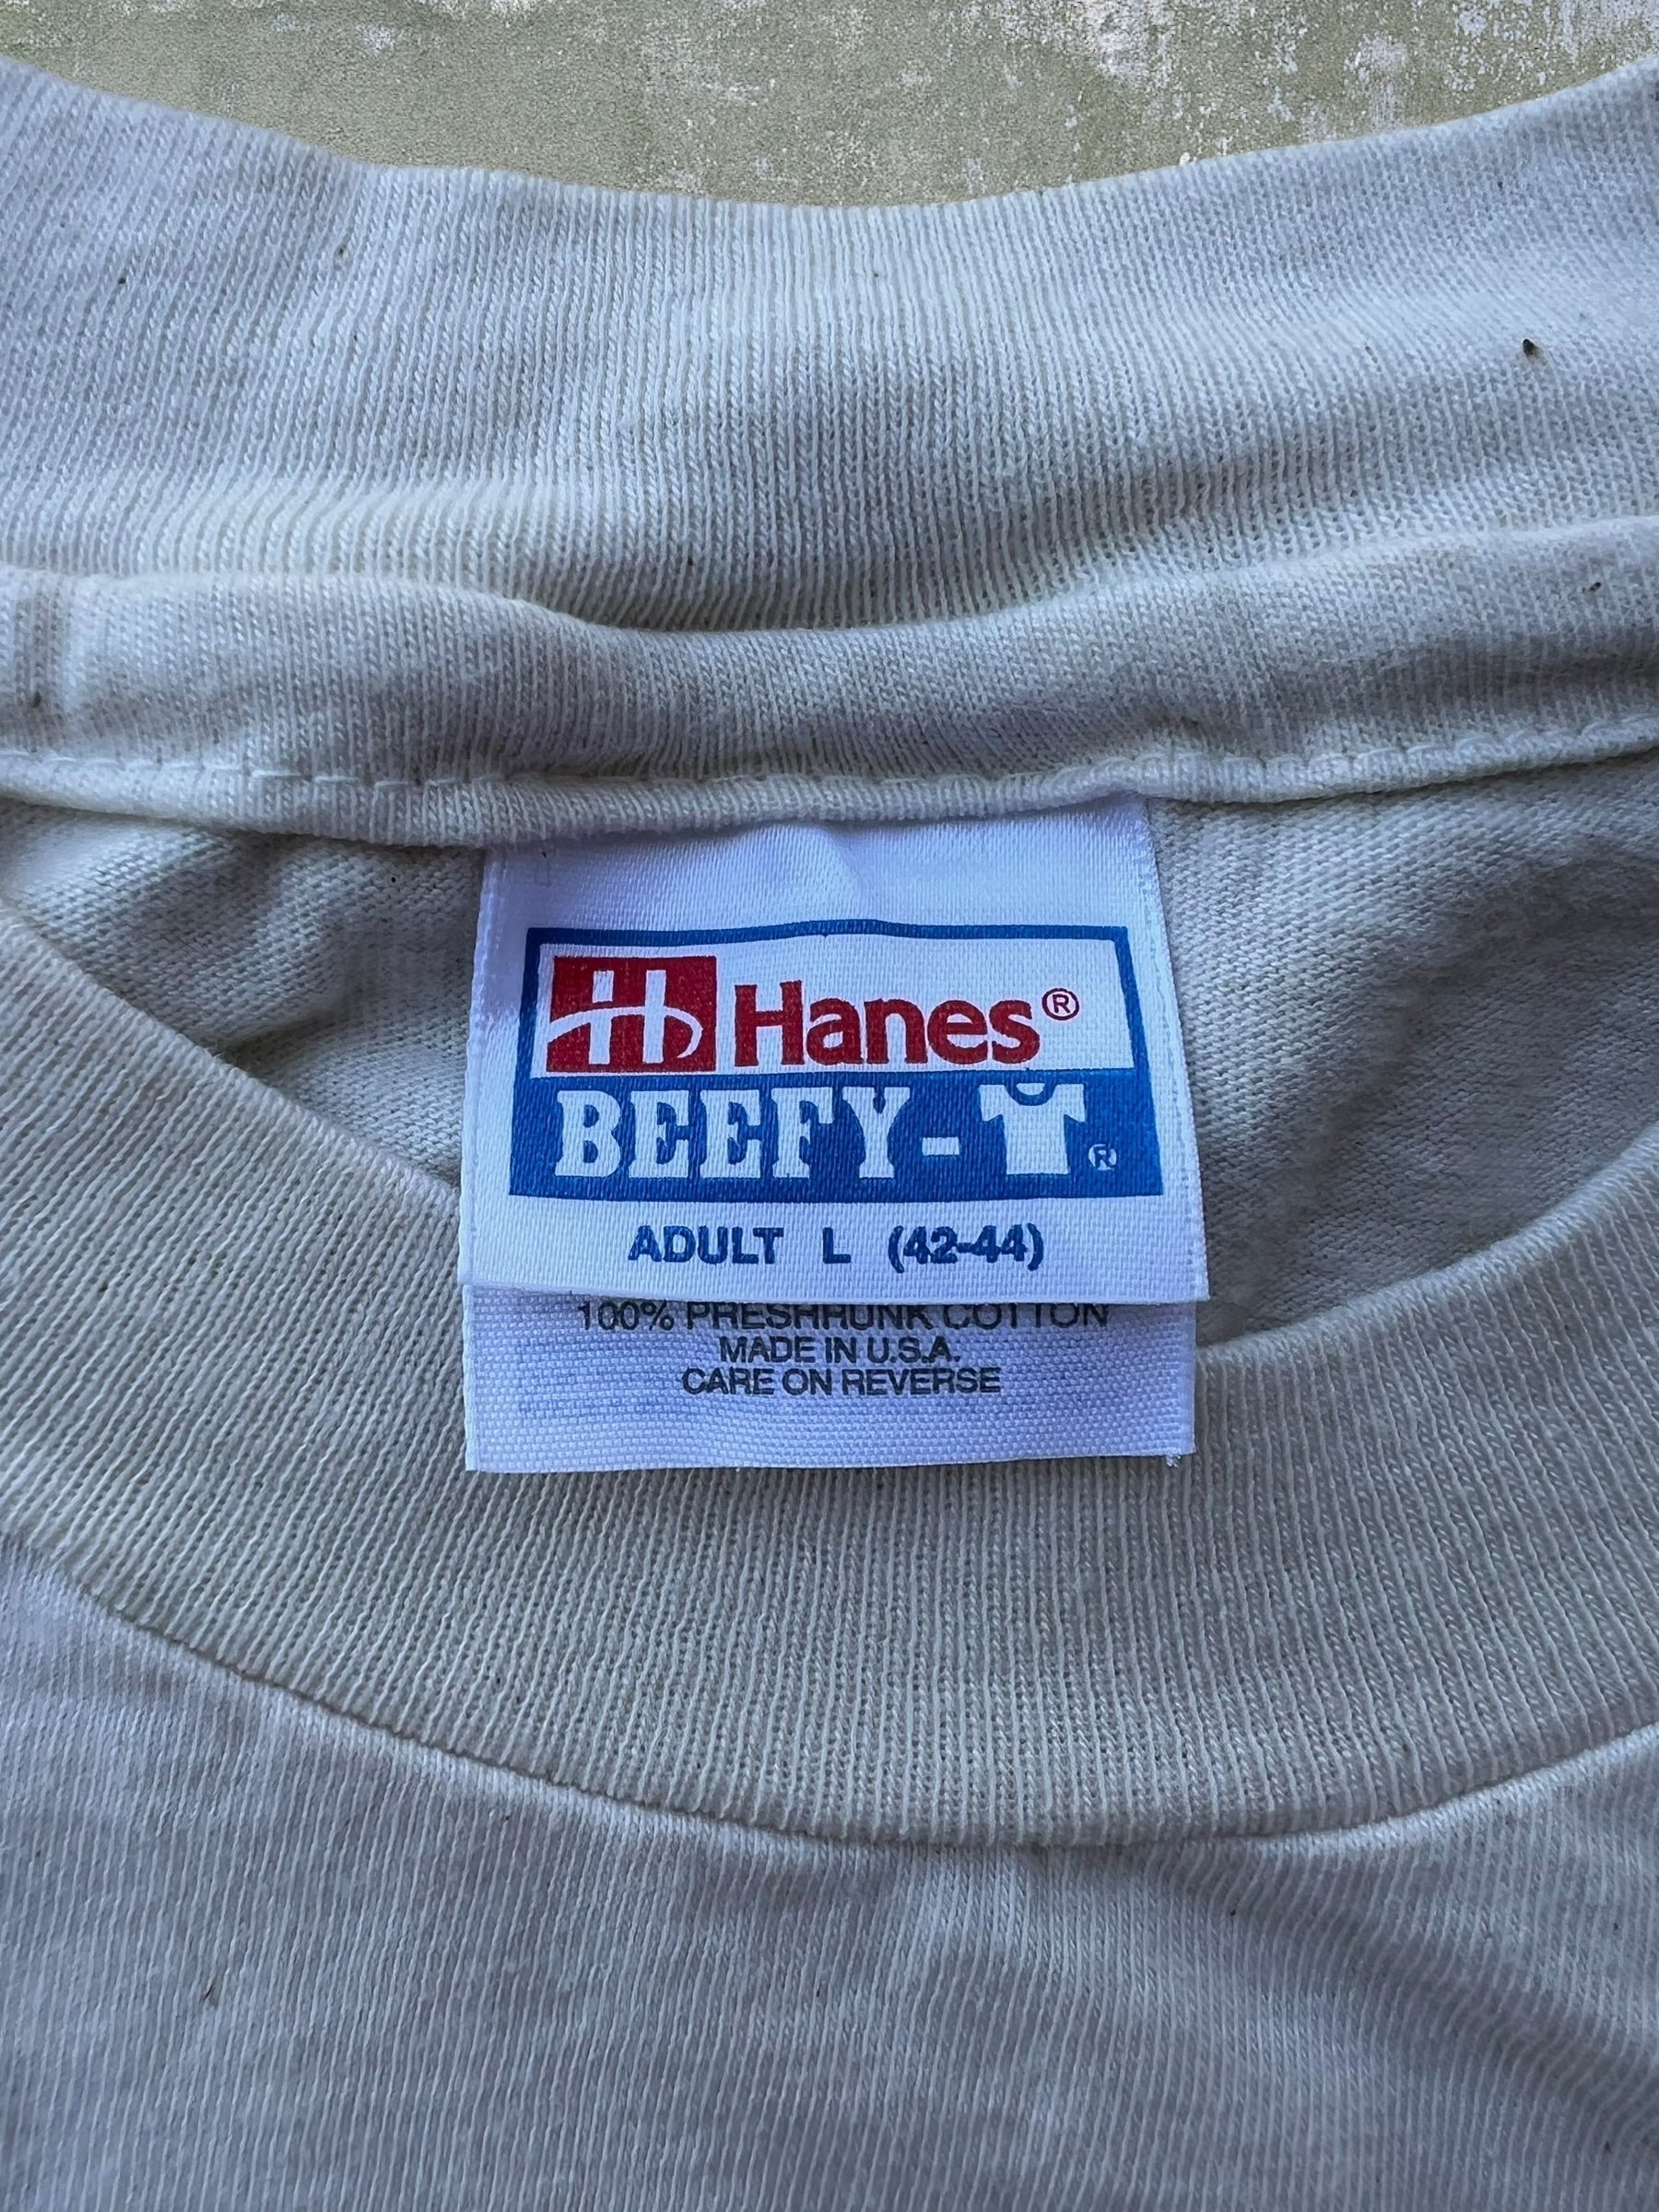 Hanes®
BEEFY-T®
ADULT L (42-44)
100% PRESHRUNK COTTON
MADE IN U.S.A.
CARE ON REVERSE